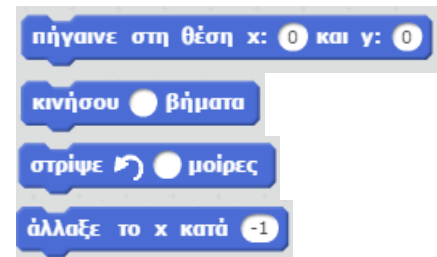 πήγαινε στη θέση x: 0 και y: 0
κινήσου βήματα
στρίψε μοίρες
άλλαξε το x κατά -1